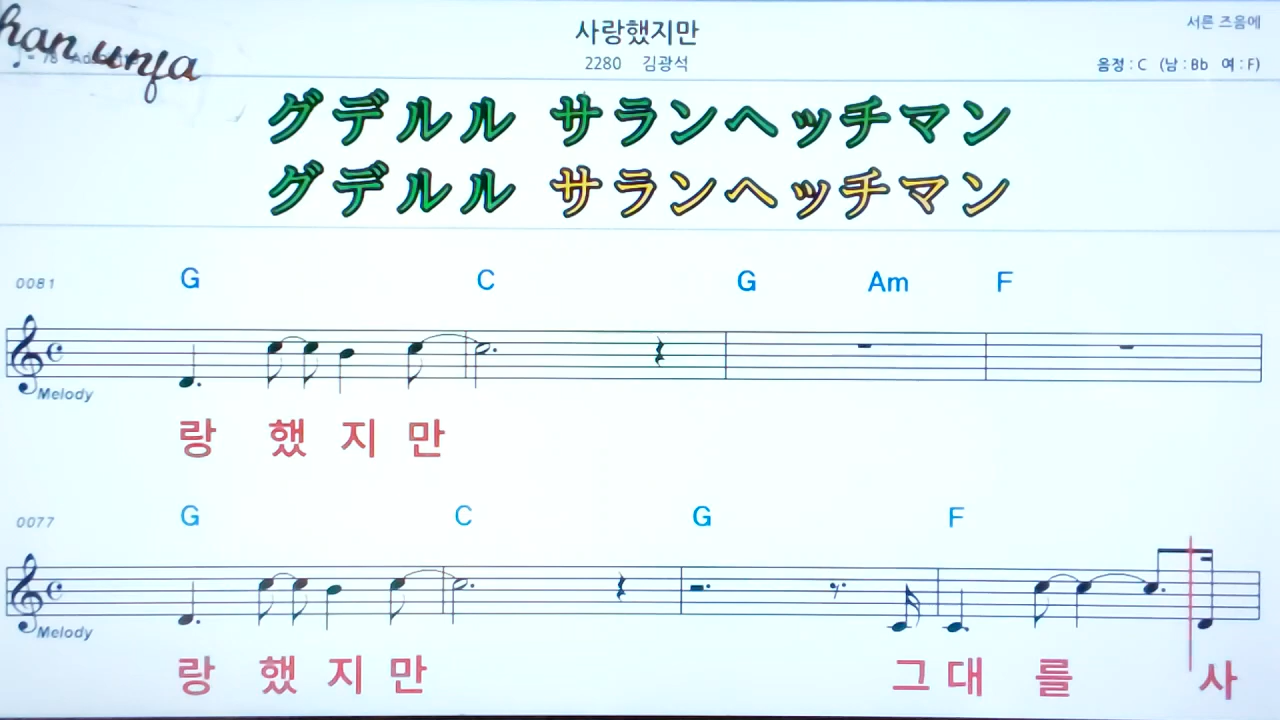 han unja
사랑했지만
서른 즈음에
2280 김광석
음정 : C (남 : Bb 여 : F)
グデルル サランヘッチマン
グデルル サランヘッチマン
0081 G C G Am F
Melody
랑 했 지 만
0077 G C G F
Melody
랑 했 지 만 그 대 를 사